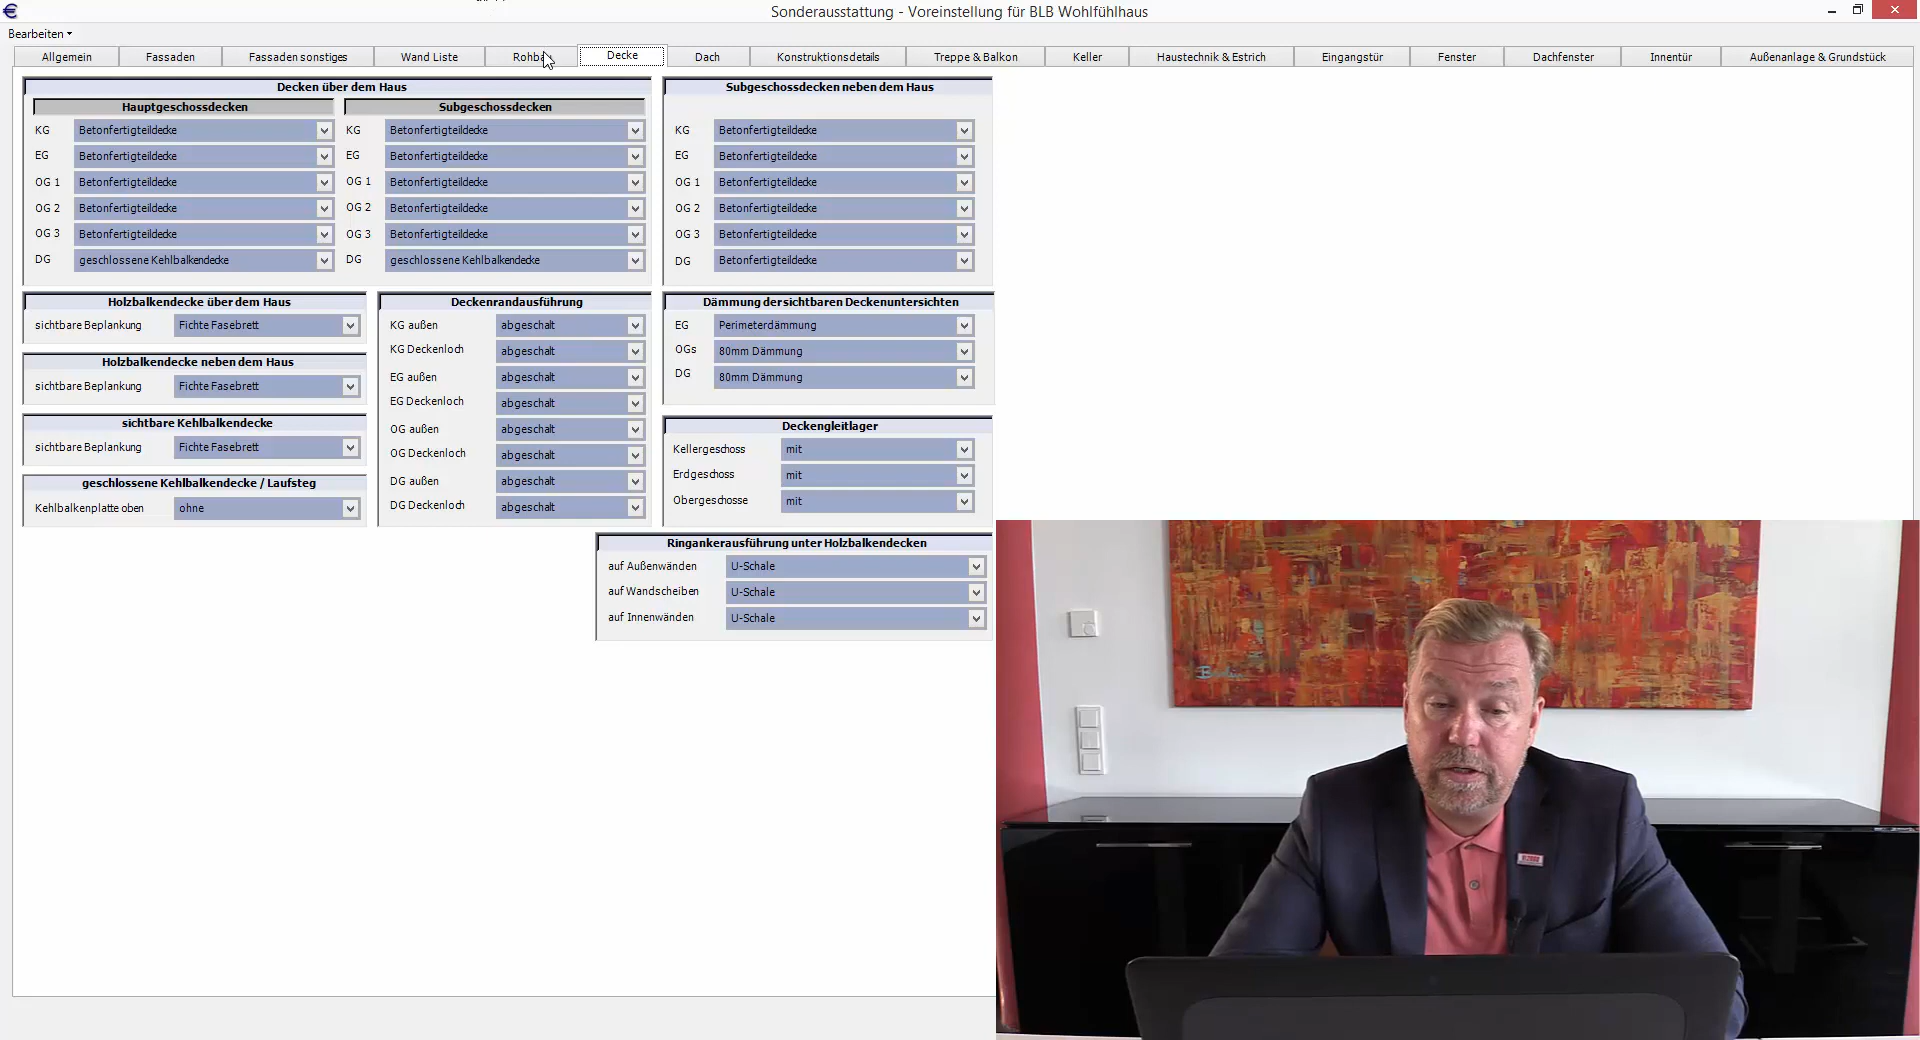 Sonderausstattung - Voreinstellung für BLB Wohlfühlhaus
Bearbeiten
Allgemein Fassaden Fassaden sonstiges Wand Liste Decke Dach Konstruktionsdetails Treppe & Balkon Keller Haustechnik & Estrich Eingangstür Fenster Dachfenster Innentür Außenanlage & Grundstück
Decken über dem Haus
Hauptgeschossdecken
KG Betonfertigteildecke
EG Betonfertigteildecke
OG 1 Betonfertigteildecke
OG 2 Betonfertigteildecke
OG 3 Betonfertigteildecke
DG geschlossene Kehlbalkendecke
Subgeschossdecken
KG Betonfertigteildecke
EG Betonfertigteildecke
OG 1 Betonfertigteildecke
OG 2 Betonfertigteildecke
OG 3 Betonfertigteildecke
DG geschlossene Kehlbalkendecke
Subgeschossdecken neben dem Haus
KG Betonfertigteildecke
EG Betonfertigteildecke
OG 1 Betonfertigteildecke
OG 2 Betonfertigteildecke
OG 3 Betonfertigteildecke
DG Betonfertigteildecke
Holzbalkendecke über dem Haus
sichtbare Beplankung Fichte Fasebrett
Holzbalkendecke neben dem Haus
sichtbare Beplankung Fichte Fasebrett
sichtbare Kehlbalkendecke
sichtbare Beplankung Fichte Fasebrett
geschlossene Kehlbalkendecke / Laufsteg
Kehlbalkenplatte oben ohne
Deckenrandausführung
KG außen abgeschalt
KG Deckenloch abgeschalt
EG außen abgeschalt
EG Deckenloch abgeschalt
OG außen abgeschalt
OG Deckenloch abgeschalt
DG außen abgeschalt
DG Deckenloch abgeschalt
Dämmung der sichtbaren Deckenuntersichten
EG Perimeterdämmung
OGs 80mm Dämmung
DG 80mm Dämmung
Deckengleitlager
Kellergeschoss mit
Erdgeschoss mit
Obergeschosse mit
Ringankerausführung unter Holzbalkendecken
auf Außenwänden U-Schale
auf Wandscheiben U-Schale
auf Innenwänden U-Schale